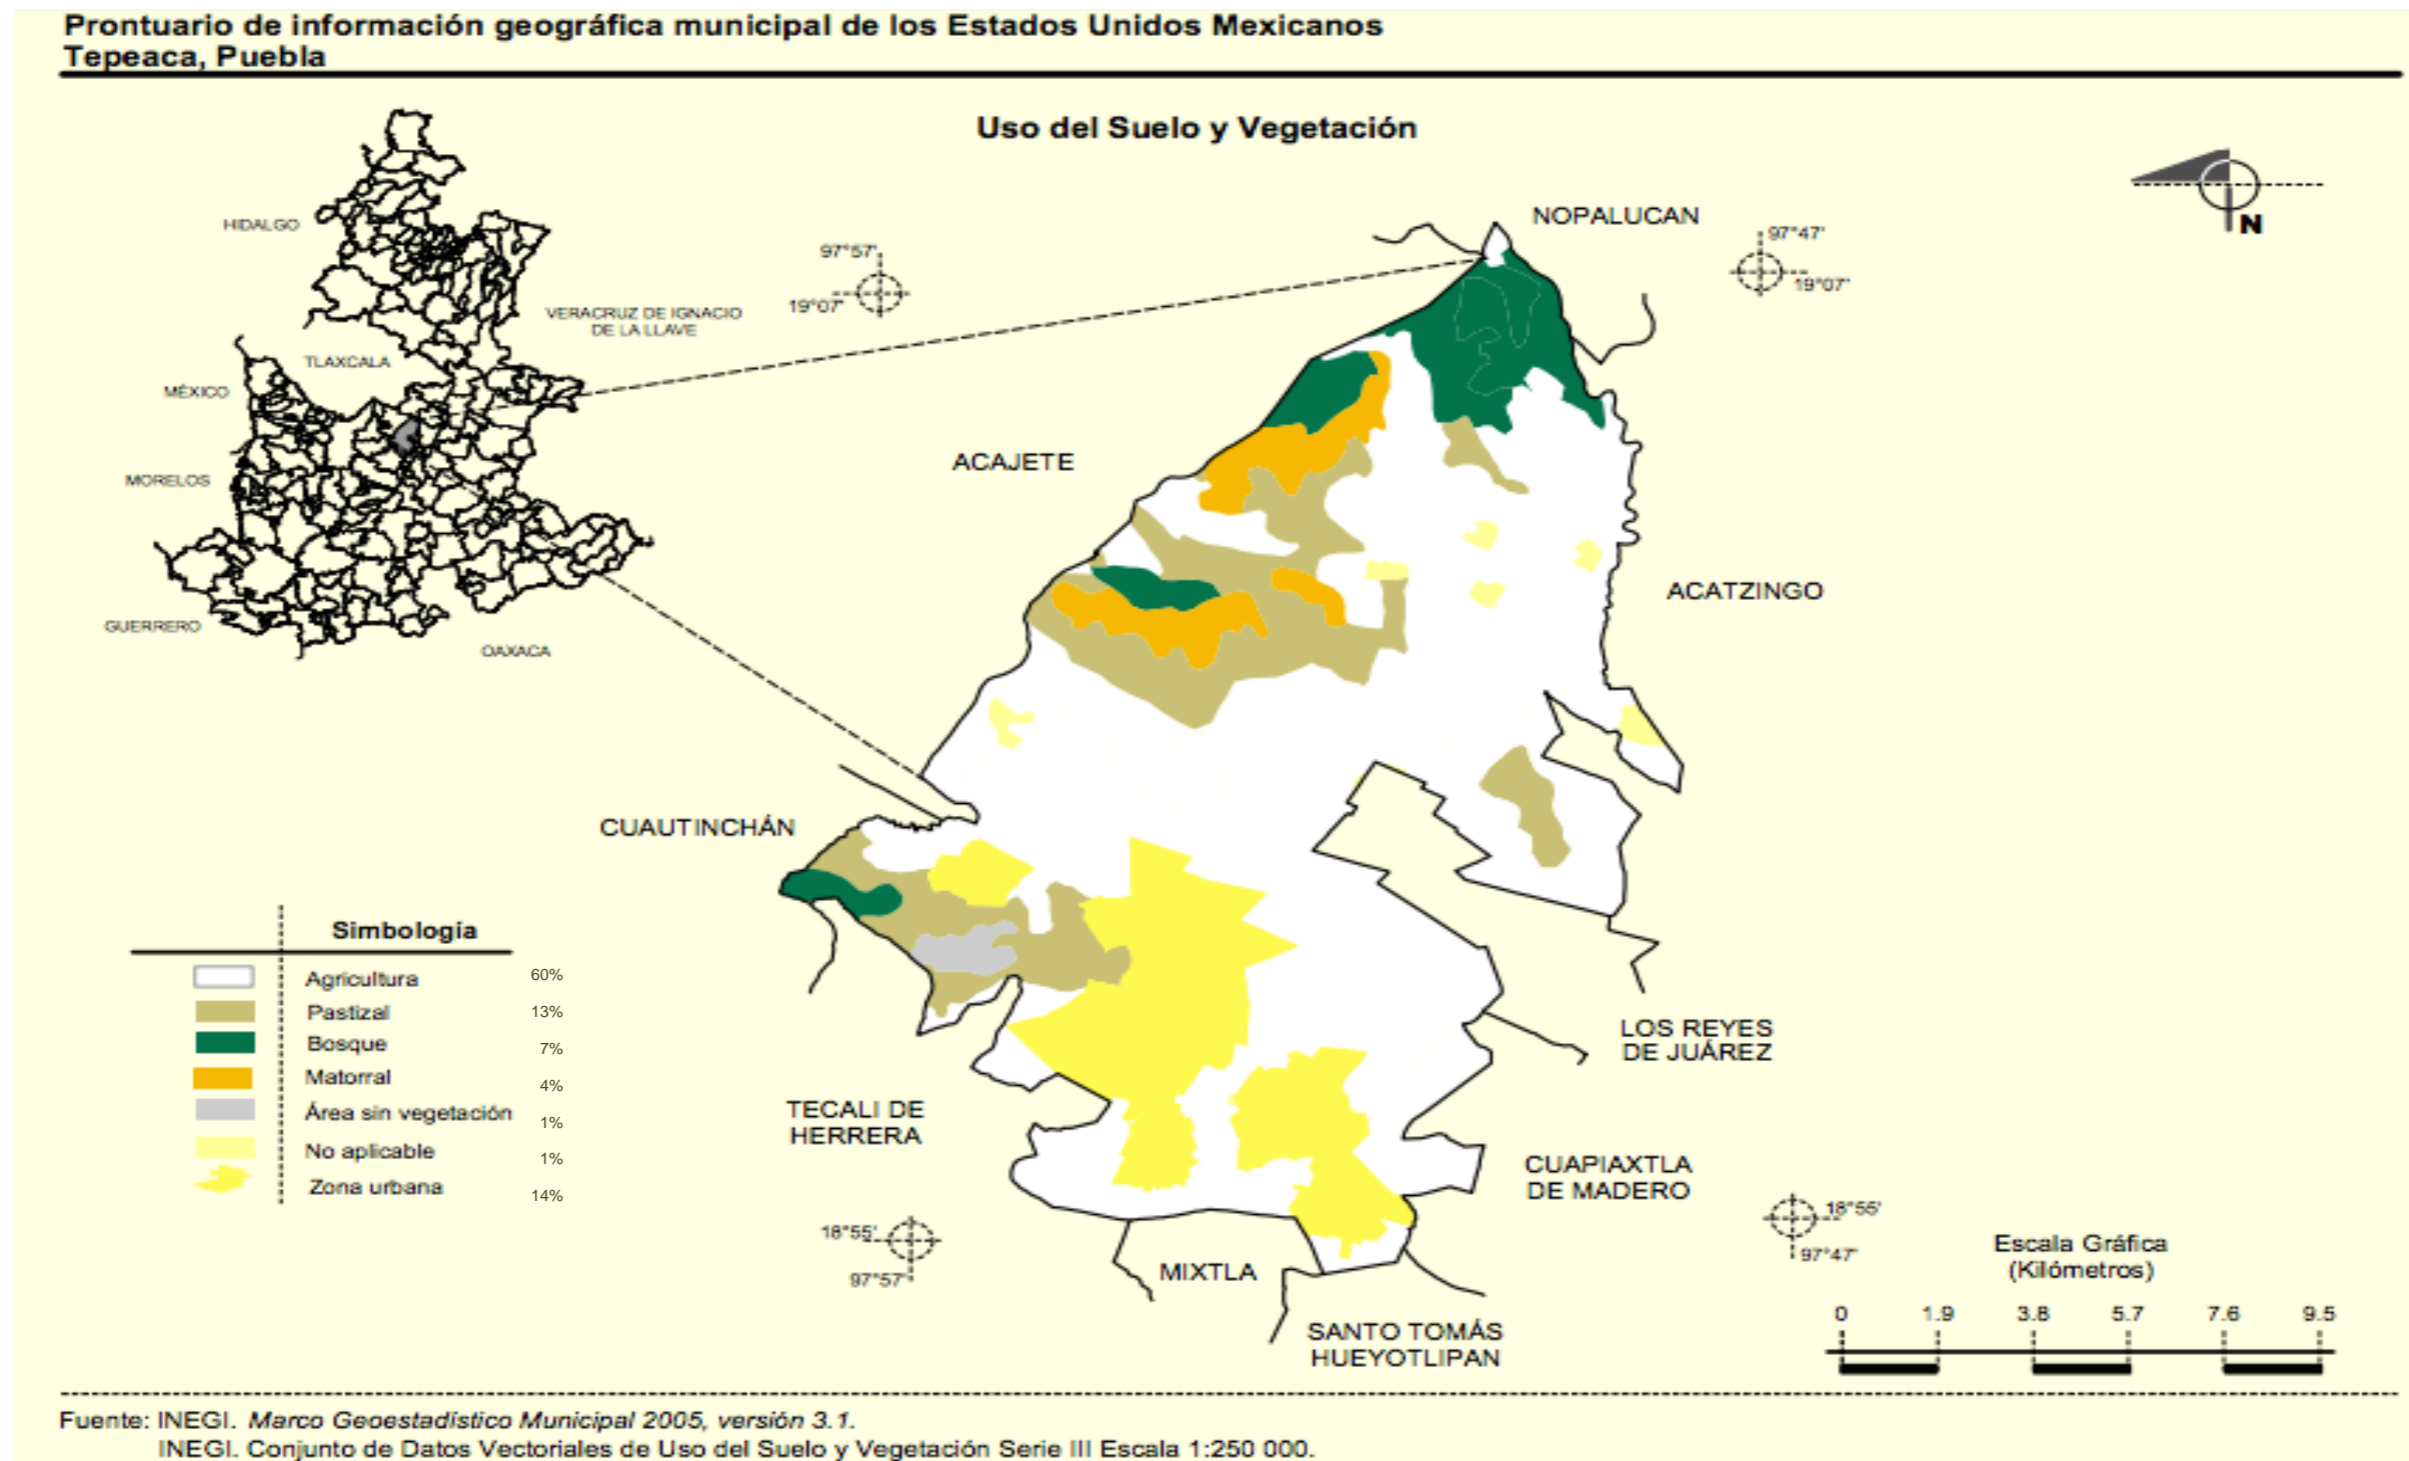 Prontuario de información geográfica municipal de los Estados Unidos Mexicanos
Tepeaca, Puebla
Uso del Suelo y Vegetación
N
HIDALGO
VERACRUZ DE IGNACIO
DE LA LLAVE
TLAXCALA
MÉXICO
MORELOS
GUERRERO
OAXACA
97°57'
19°07'
NOPALUCAN
97°47'
19°07'
ACAJETE
ACATZINGO
CUAUTINCHÁN
LOS REYES
DE JUÁREZ
TECALI DE
HERRERA
CUAPIAXTLA
DE MADERO
MIXTLA
SANTO TOMÁS
HUEYOTLIPAN
18°55'
97°57'
18°55'
97°47'
Simbología
Agricultura 60%
Pastizal 13%
Bosque 7%
Matorral 4%
Área sin vegetación 1%
No aplicable 1%
Zona urbana 14%
Escala Gráfica
(Kilómetros)
0 1.9 3.8 5.7 7.6 9.5
Fuente: INEGI. Marco Geoestadístico Municipal 2005, versión 3.1.
INEGI. Conjunto de Datos Vectoriales de Uso del Suelo y Vegetación Serie III Escala 1:250 000.